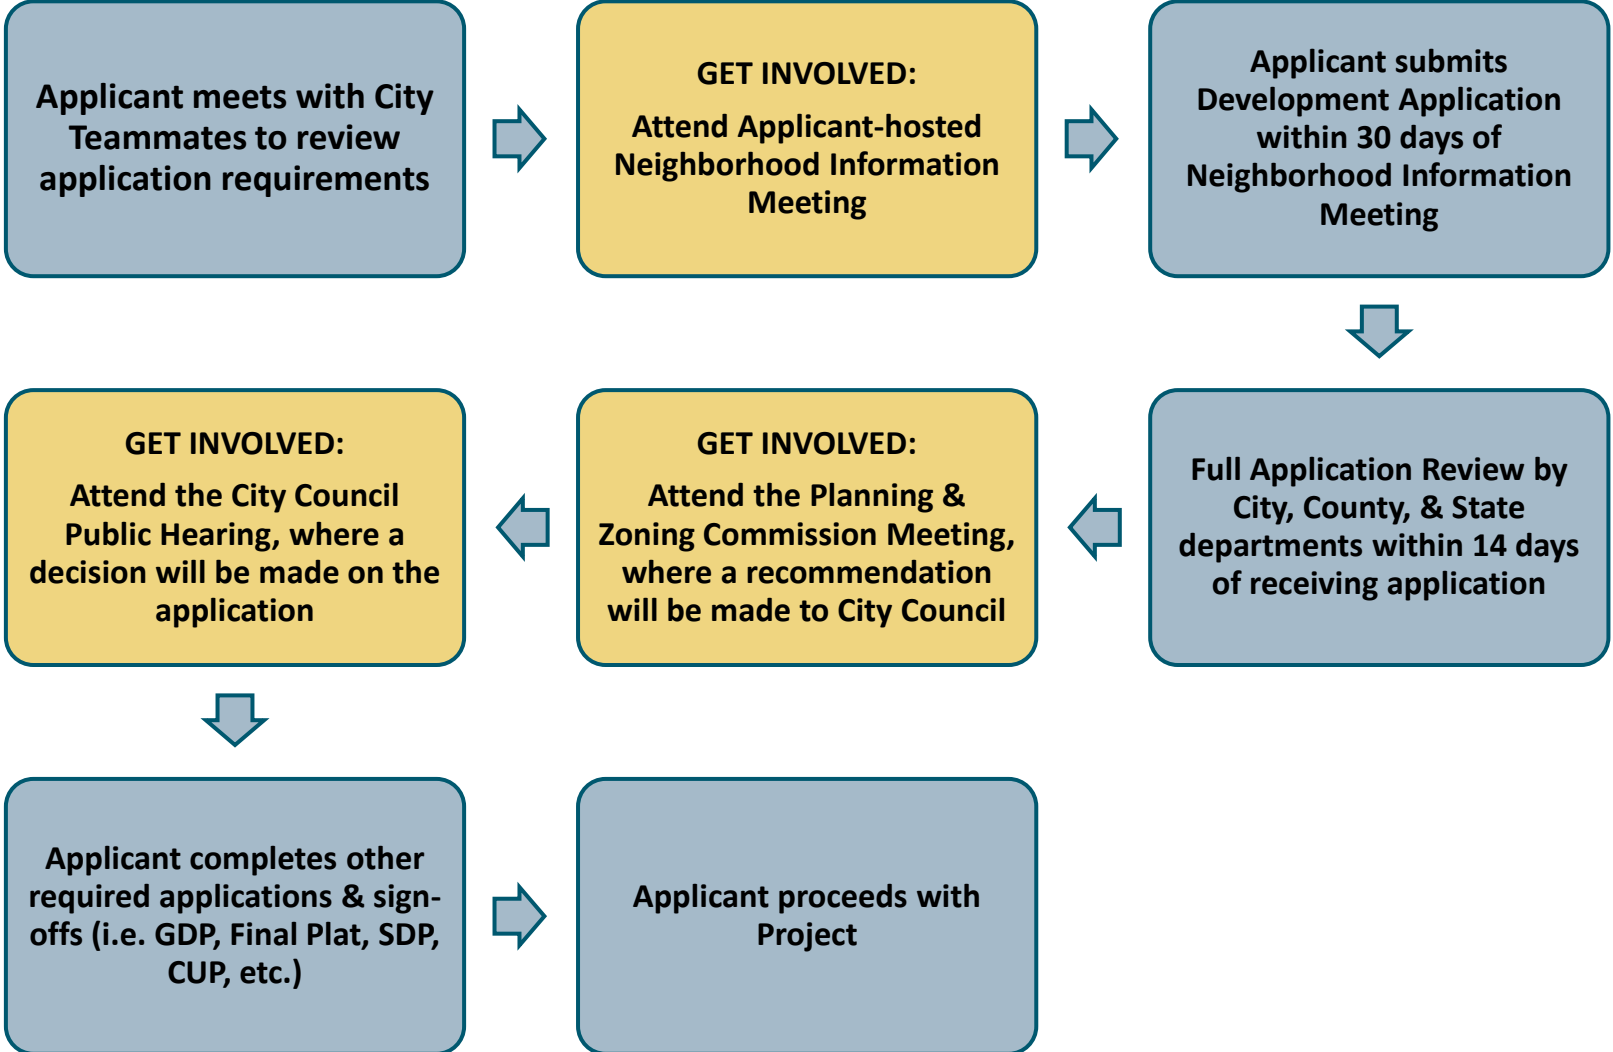 Applicant meets with City
Teammates to review
application requirements
GET INVOLVED:
Attend Applicant-hosted
Neighborhood Information
Meeting
Applicant submits
Development Application
within 30 days of
Neighborhood Information
Meeting
Full Application Review by
City, County, & State
departments within 14 days
of receiving application
GET INVOLVED:
Attend the Planning &
Zoning Commission Meeting,
where a recommendation
will be made to City Council
GET INVOLVED:
Attend the City Council
Public Hearing, where a
decision will be made on the
application
Applicant completes other
required applications & sign-
offs (i.e. GDP, Final Plat, SDP,
CUP, etc.)
Applicant proceeds with
Project